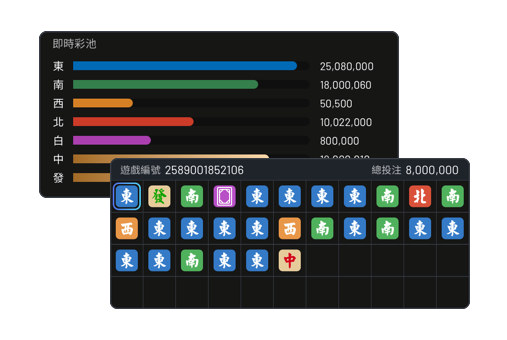 即時彩池
東 25,080,000
南 18,000,060
西 50,500
北 10,022,000
白 800,000
中
發
遊戲編號 2589001852106 總投注 8,000,000
東 發 南 東 東 東 東 南 北 南
西 東 東 東 東 西 南 東 南 東 東
東 東 南 東 東 中